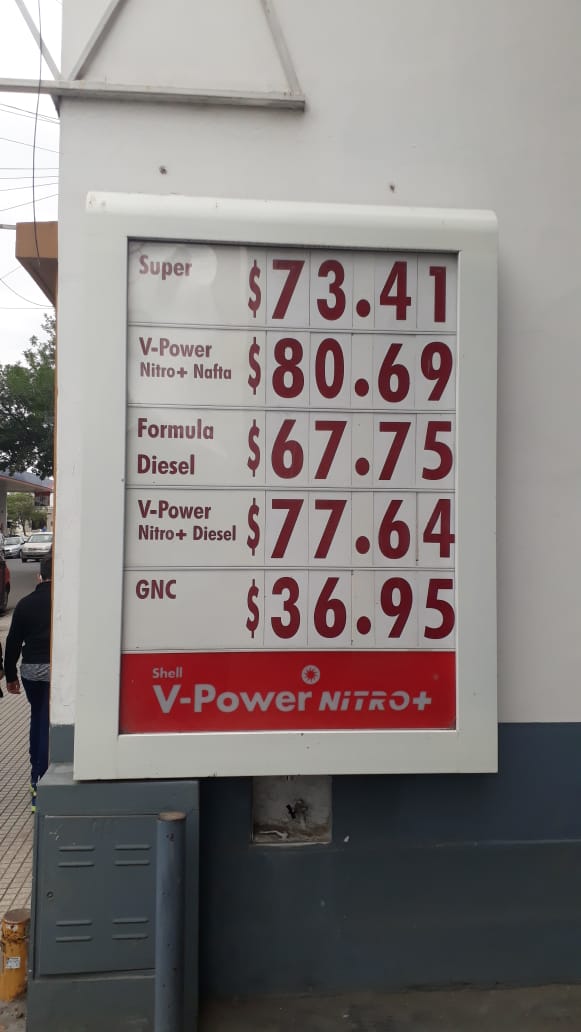 Super $73.41
V-Power
Nitro+ Nafta $80.69
Formula
Diesel $67.75
V-Power
Nitro+ Diesel $77.64
GNC $36.95
Shell
V-Power NiTRO+